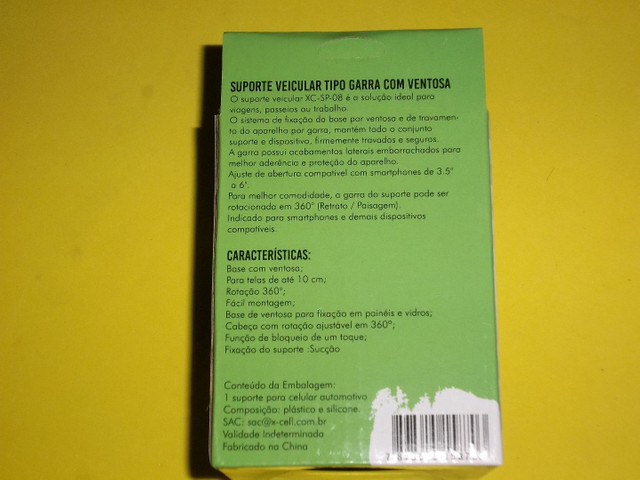 SUPORTE VEICULAR TIPO GARRA COM VENTOSA
O suporte veicular XC-SP-08 é a solução ideal para
viagens, passeios ou trabalho.
O sistema de fixação da base por ventosa e de travamen-
to do aparelho por garra, mantém todo o conjunto
suporte e dispositivo, firmemente travados e seguros.
A garra possui acabamentos laterais emborrachados para
melhor aderência e proteção do aparelho.
Ajuste de abertura compatível com smartphones de 3.5"
a 6".
Para melhor comodidade, a garra do suporte pode ser
rotacionada em 360° (Retrato / Paisagem).
Indicado para smartphones e demais dispositivos
compatíveis.
CARACTERÍSTICAS:
Base com ventosa;
Para telas de até 10 cm;
Rotação 360°;
Fácil montagem;
Base de ventosa para fixação em painéis e vidros;
Cabeça com rotação ajustável em 360°;
Função de bloqueio de um toque;
Fixação do suporte :Sucção
Conteúdo da Embalagem:
1 suporte para celular automotivo
Composição: plástico e silicone.
SAC: sac@x-cell.com.br
Validade Indeterminada
Fabricado na China